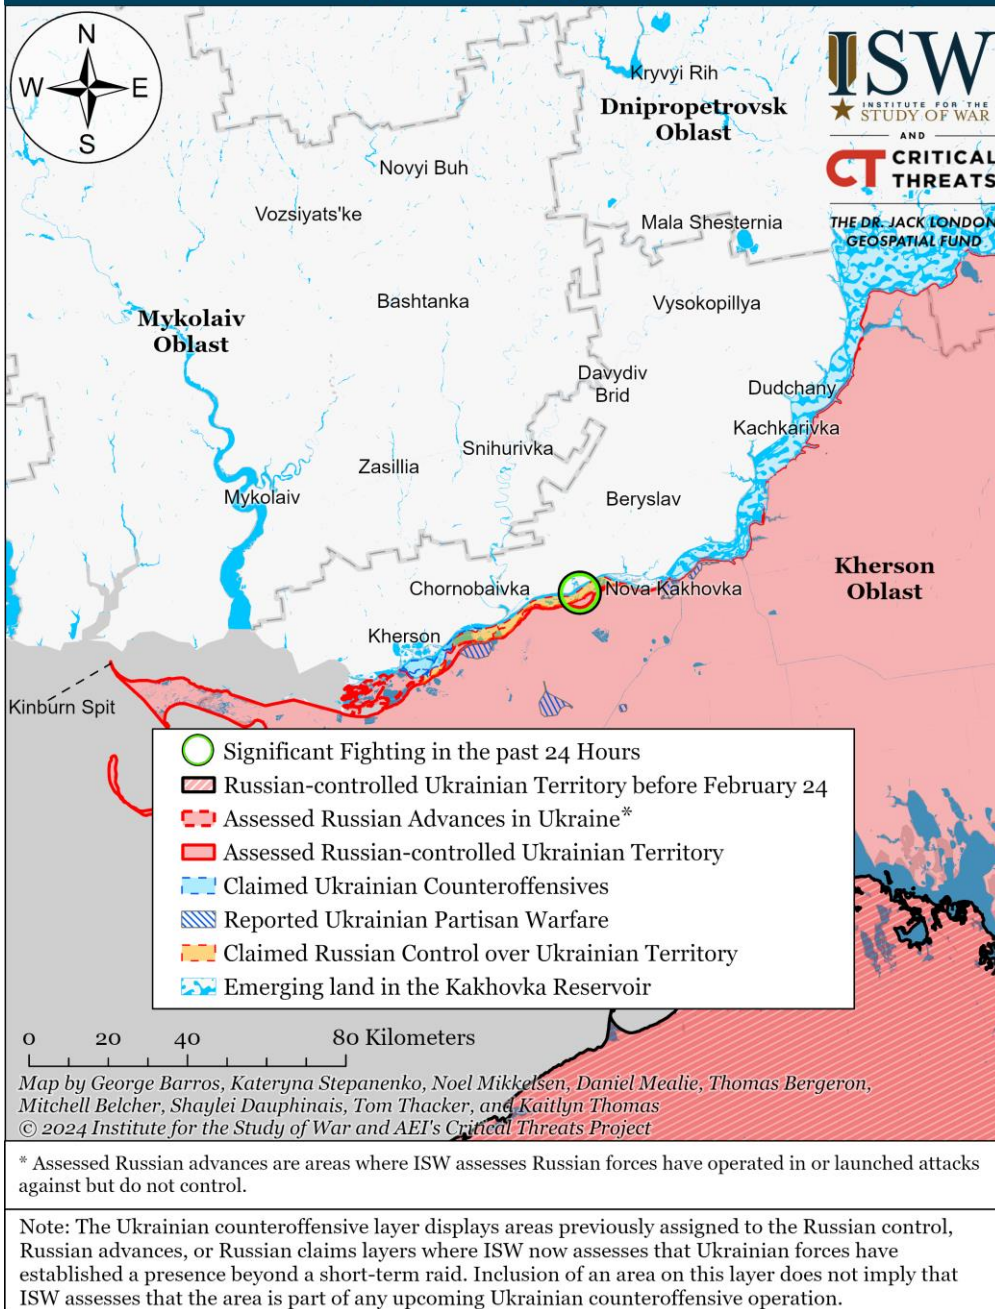 N
W
E
S
ISW
INSTITUTE FOR THE
STUDY OF WAR
AND
CT CRITICAL
THREATS
THE DR. JACK LONDON
GEOSPATIAL FUND
Kryvyi Rih
Dnipropetrovsk
Oblast
Novyi Buh
Vozsiyats'ke
Mala Shesternia
Bashtanka
Vysokopillya
Mykolaiv
Oblast
Davydiv
Brid
Dudchany
Kachkarivka
Snihurivka
Zasillia
Mykolaiv
Beryslav
Kherson
Oblast
Chornobaivka
Nova Kakhovka
Kherson
Kinburn Spit
Significant Fighting in the past 24 Hours
Russian-controlled Ukrainian Territory before February 24
Assessed Russian Advances in Ukraine*
Assessed Russian-controlled Ukrainian Territory
Claimed Ukrainian Counteroffensives
Reported Ukrainian Partisan Warfare
Claimed Russian Control over Ukrainian Territory
Emerging land in the Kakhovka Reservoir
0 20 40 80 Kilometers
Map by George Barros, Kateryna Stepanenko, Noel Mikkelsen, Daniel Mealie, Thomas Bergeron,
Mitchell Belcher, Shaylei Dauphinais, Tom Thacker, and Kaitlyn Thomas
© 2024 Institute for the Study of War and AEI's Critical Threats Project
* Assessed Russian advances are areas where ISW assesses Russian forces have operated in or launched attacks
against but do not control.
Note: The Ukrainian counteroffensive layer displays areas previously assigned to the Russian control,
Russian advances, or Russian claims layers where ISW now assesses that Ukrainian forces have
established a presence beyond a short-term raid. Inclusion of an area on this layer does not imply that
ISW assesses that the area is part of any upcoming Ukrainian counteroffensive operation.